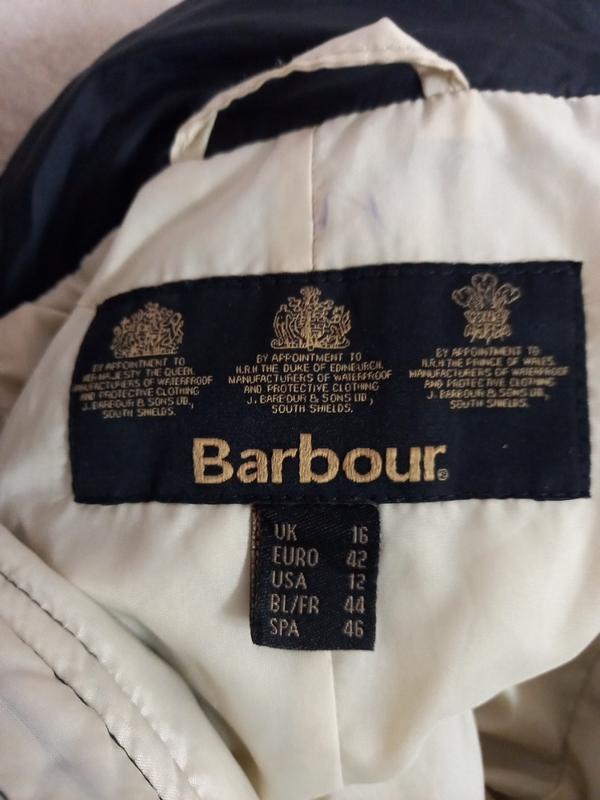 BY APPOINTMENT TO
HER MAJESTY THE QUEEN.
MANUFACTURERS OF WATERPROOF
AND PROTECTIVE CLOTHING
J. BARBOUR & SONS LTD.,
SOUTH SHIELDS.
BY APPOINTMENT TO
H.R.H THE DUKE OF EDINBURGH.
MANUFACTURERS OF WATERPROOF
AND PROTECTIVE CLOTHING
J. BARBOUR & SONS LTD.,
SOUTH SHIELDS.
BY APPOINTMENT TO
H.R.H THE PRINCE OF WALES.
MANUFACTURERS OF WATERPROOF
AND PROTECTIVE CLOTHING
J. BARBOUR & SONS LTD.,
SOUTH SHIELDS.
Barbour®
UK 16
EURO 42
USA 12
BL/FR 44
SPA 46